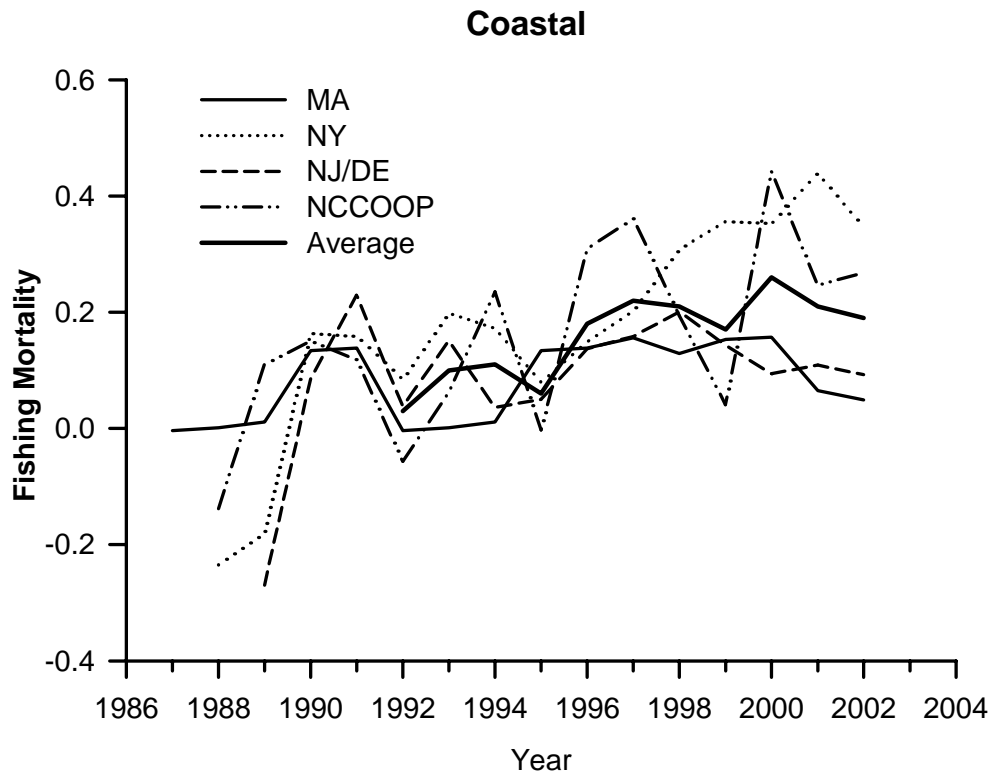 Coastal
0.6
MA
NY
NJ/DE
NCCOOP
Average
0.4
0.2
0.0
-0.2
-0.4
Fishing Mortality
1986 1988 1990 1992 1994 1996 1998 2000 2002 2004
Year